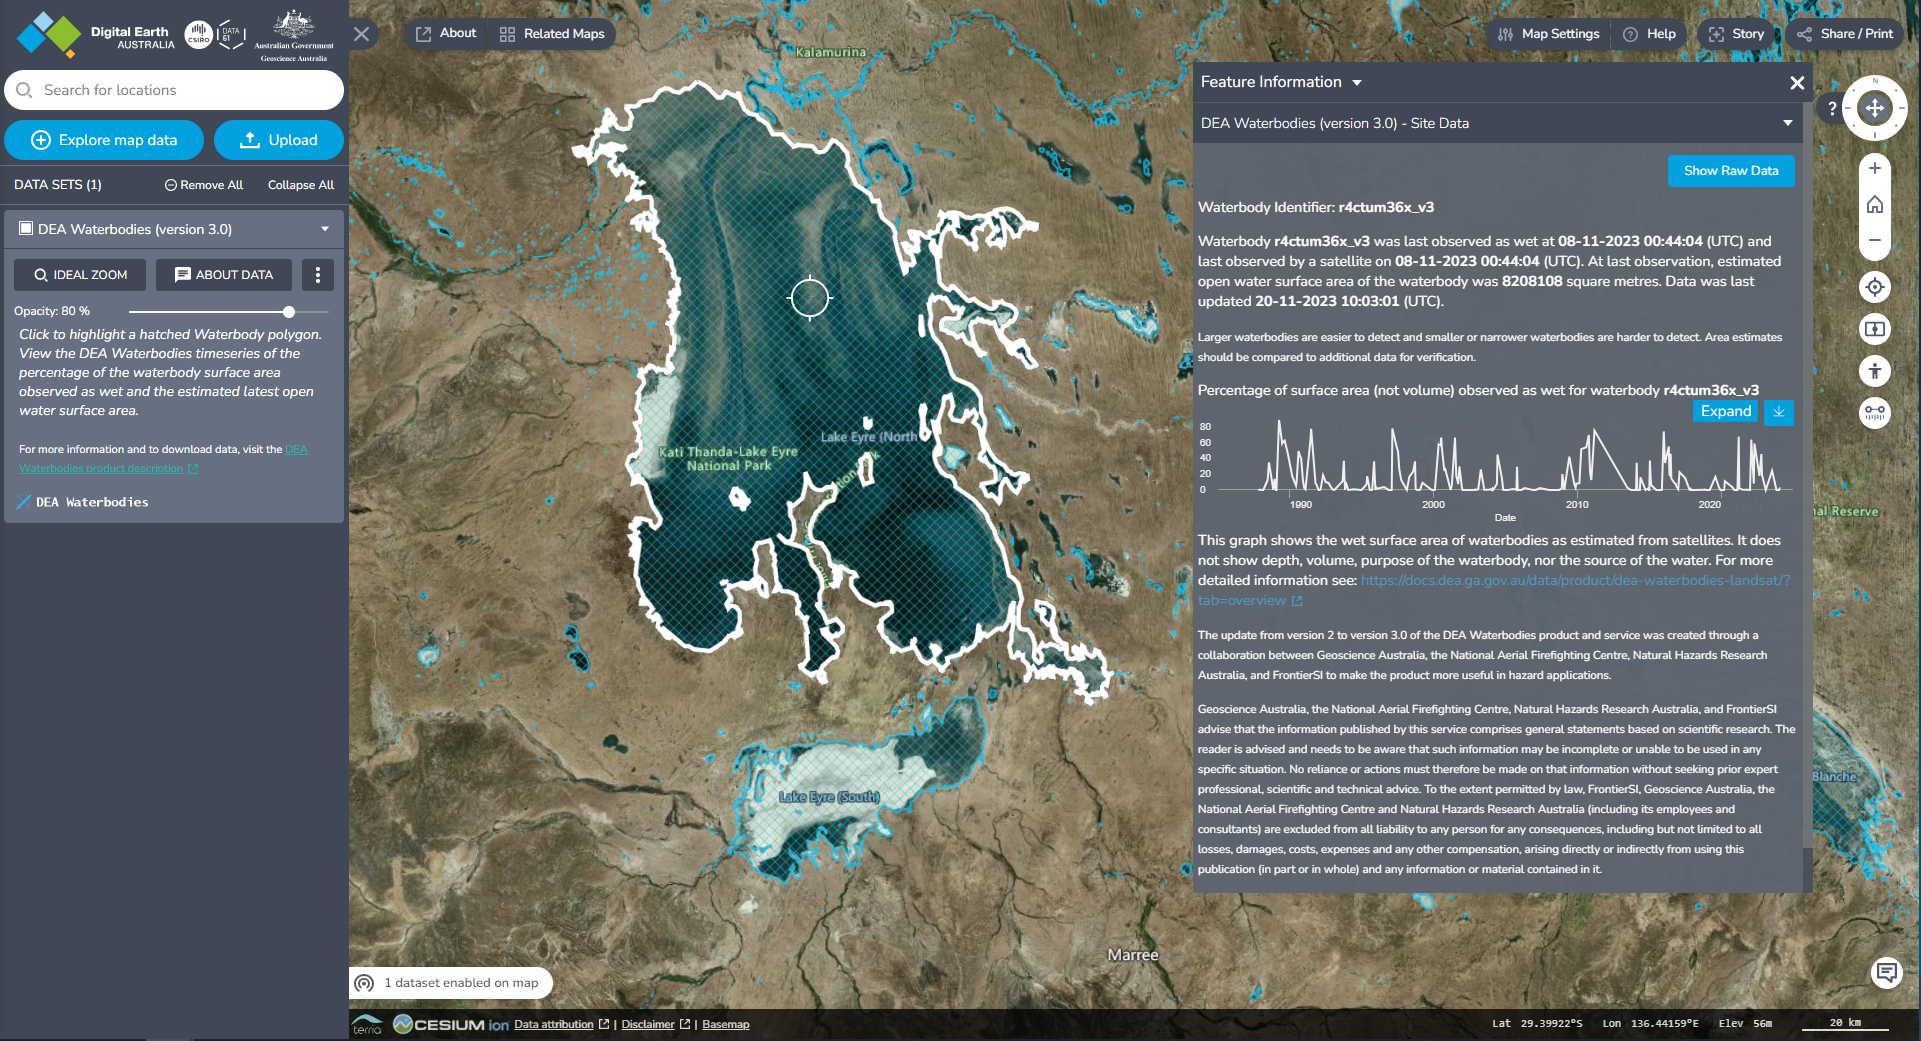 Digital Earth
AUSTRALIA
CSIRO
DATA
61
Australian Government
Geoscience Australia
Search for locations
Explore map data
Upload
DATA SETS (1)
Remove All
Collapse All
DEA Waterbodies (version 3.0)
IDEAL ZOOM
ABOUT DATA
Opacity: 80 %
Click to highlight a hatched Waterbody polygon.
View the DEA Waterbodies timeseries of the
percentage of the waterbody surface area
observed as wet and the estimated latest open
water surface area.
For more information and to download data, visit the DEA
Waterbodies product description
DEA Waterbodies
About
Related Maps
Map Settings
Help
Story
Share / Print
Kalamurina
Lake Eyre (North
Kati Thanda-Lake Eyre
National Park
Lake Eyre (South)
Marree
Blanche
nal Reserve
Feature Information
DEA Waterbodies (version 3.0) - Site Data
Show Raw Data
Waterbody Identifier: r4ctum36x_v3
Waterbody r4ctum36x_v3 was last observed as wet at 08-11-2023 00:44:04 (UTC) and
last observed by a satellite on 08-11-2023 00:44:04 (UTC). At last observation, estimated
open water surface area of the waterbody was 8208108 square metres. Data was last
updated 20-11-2023 10:03:01 (UTC).
Larger waterbodies are easier to detect and smaller or narrower waterbodies are harder to detect. Area estimates
should be compared to additional data for verification.
Percentage of surface area (not volume) observed as wet for waterbody r4ctum36x_v3
Expand
80
60
40
20
0
1990
2000
2010
2020
Date
This graph shows the wet surface area of waterbodies as estimated from satellites. It does
not show depth, volume, purpose of the waterbody, nor the source of the water. For more
detailed information see: https://docs.dea.ga.gov.au/data/product/dea-waterbodies-landsat/?
tab=overview
The update from version 2 to version 3.0 of the DEA Waterbodies product and service was created through a
collaboration between Geoscience Australia, the National Aerial Firefighting Centre, Natural Hazards Research
Australia, and FrontierSI to make the product more useful in hazard applications.
Geoscience Australia, the National Aerial Firefighting Centre, Natural Hazards Research Australia, and FrontierSI
advise that the information published by this service comprises general statements based on scientific research. The
reader is advised and needs to be aware that such information may be incomplete or unable to be used in any
specific situation. No reliance or actions must therefore be made on that information without seeking prior expert
professional, scientific and technical advice. To the extent permitted by law, FrontierSI, Geoscience Australia, the
National Aerial Firefighting Centre and Natural Hazards Research Australia (including its employees and
consultants) are excluded from all liability to any person for any consequences, including but not limited to all
losses, damages, costs, expenses and any other compensation, arising directly or indirectly from using this
publication (in part or in whole) and any information or material contained in it.
?
N
1 dataset enabled on map
terria
CESIUM ion
Data attribution | Disclaimer | Basemap
Lat 29.39922°S Lon 136.44159°E Elev 56m
20 km